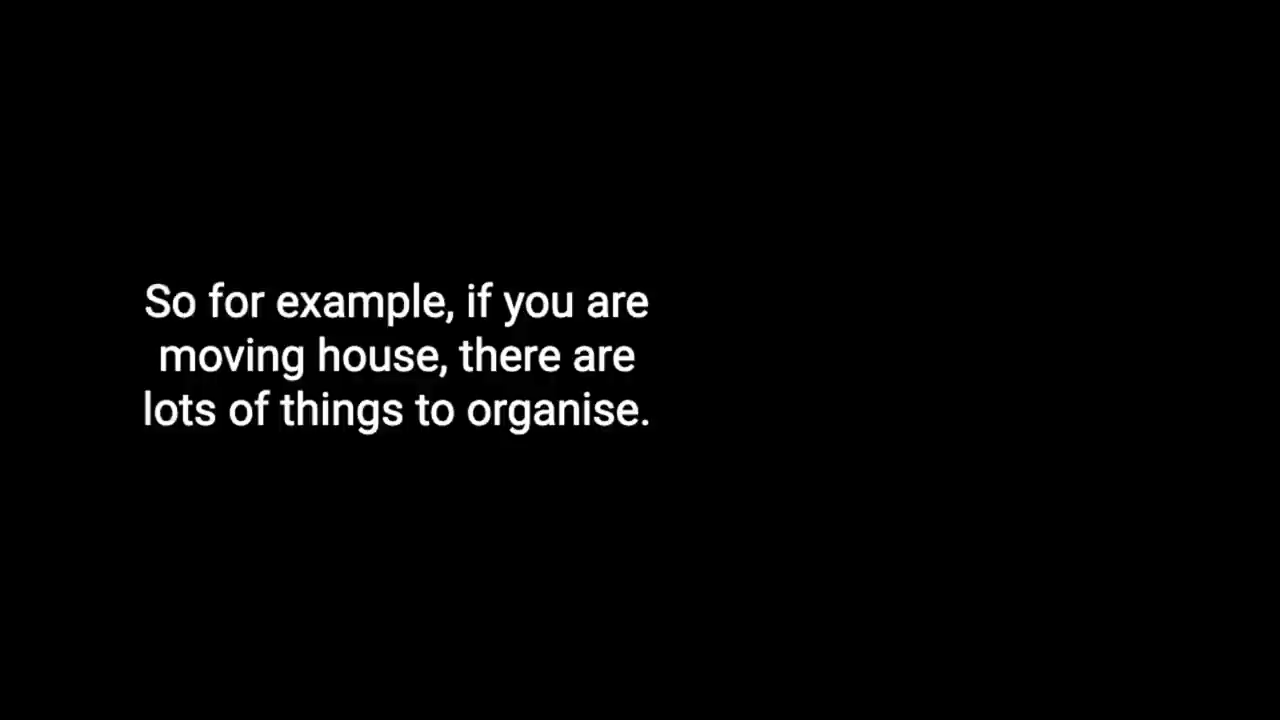 So for example, if you are
moving house, there are
lots of things to organise.